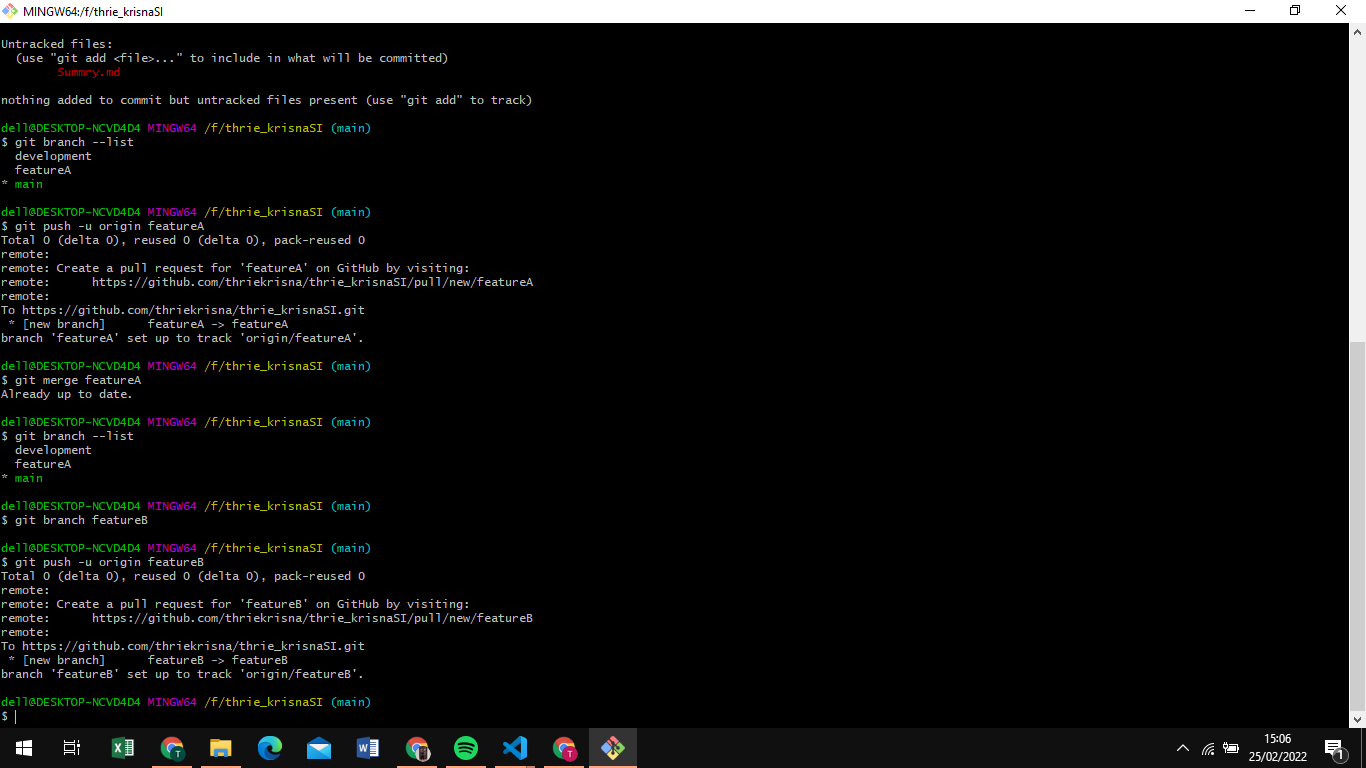 MINGW64:/f/thrie_krisnaSI
Untracked files:
  (use "git add <file>..." to include in what will be committed)
        Summry.md
nothing added to commit but untracked files present (use "git add" to track)
dell@DESKTOP-NCVD4D4 MINGW64 /f/thrie_krisnaSI (main)
$ git branch --list
  development
  featureA
* main
dell@DESKTOP-NCVD4D4 MINGW64 /f/thrie_krisnaSI (main)
$ git push -u origin featureA
Total 0 (delta 0), reused 0 (delta 0), pack-reused 0
remote:
remote: Create a pull request for 'featureA' on GitHub by visiting:
remote:      https://github.com/thriekrisna/thrie_krisnaSI/pull/new/featureA
remote:
To https://github.com/thriekrisna/thrie_krisnaSI.git
 * [new branch]      featureA -> featureA
branch 'featureA' set up to track 'origin/featureA'.
dell@DESKTOP-NCVD4D4 MINGW64 /f/thrie_krisnaSI (main)
$ git merge featureA
Already up to date.
dell@DESKTOP-NCVD4D4 MINGW64 /f/thrie_krisnaSI (main)
$ git branch --list
  development
  featureA
* main
dell@DESKTOP-NCVD4D4 MINGW64 /f/thrie_krisnaSI (main)
$ git branch featureB
dell@DESKTOP-NCVD4D4 MINGW64 /f/thrie_krisnaSI (main)
$ git push -u origin featureB
Total 0 (delta 0), reused 0 (delta 0), pack-reused 0
remote:
remote: Create a pull request for 'featureB' on GitHub by visiting:
remote:      https://github.com/thriekrisna/thrie_krisnaSI/pull/new/featureB
remote:
To https://github.com/thriekrisna/thrie_krisnaSI.git
 * [new branch]      featureB -> featureB
branch 'featureB' set up to track 'origin/featureB'.
dell@DESKTOP-NCVD4D4 MINGW64 /f/thrie_krisnaSI (main)
$
15:06
25/02/2022
1